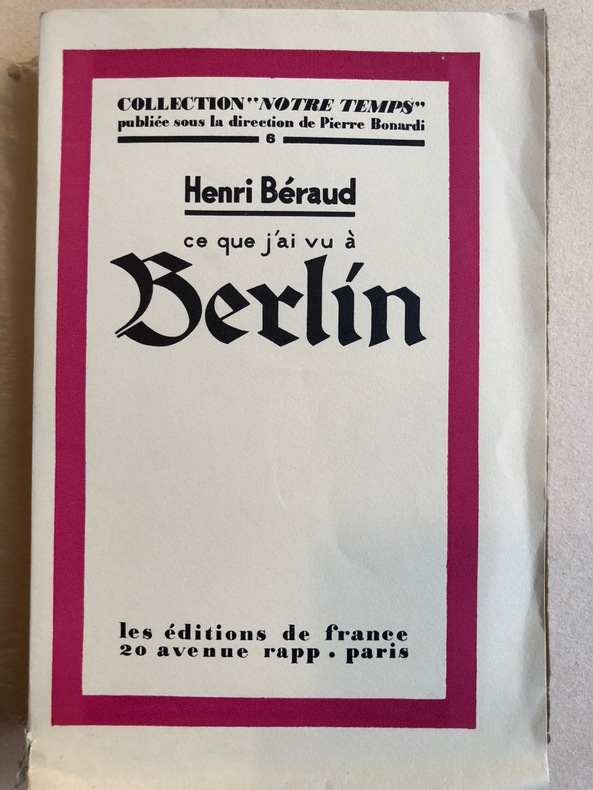 COLLECTION "NOTRE TEMPS"
publiée sous la direction de Pierre Bonardi
6
Henri Béraud
ce que j'ai vu à
Berlin
les éditions de france
20 avenue rapp. paris